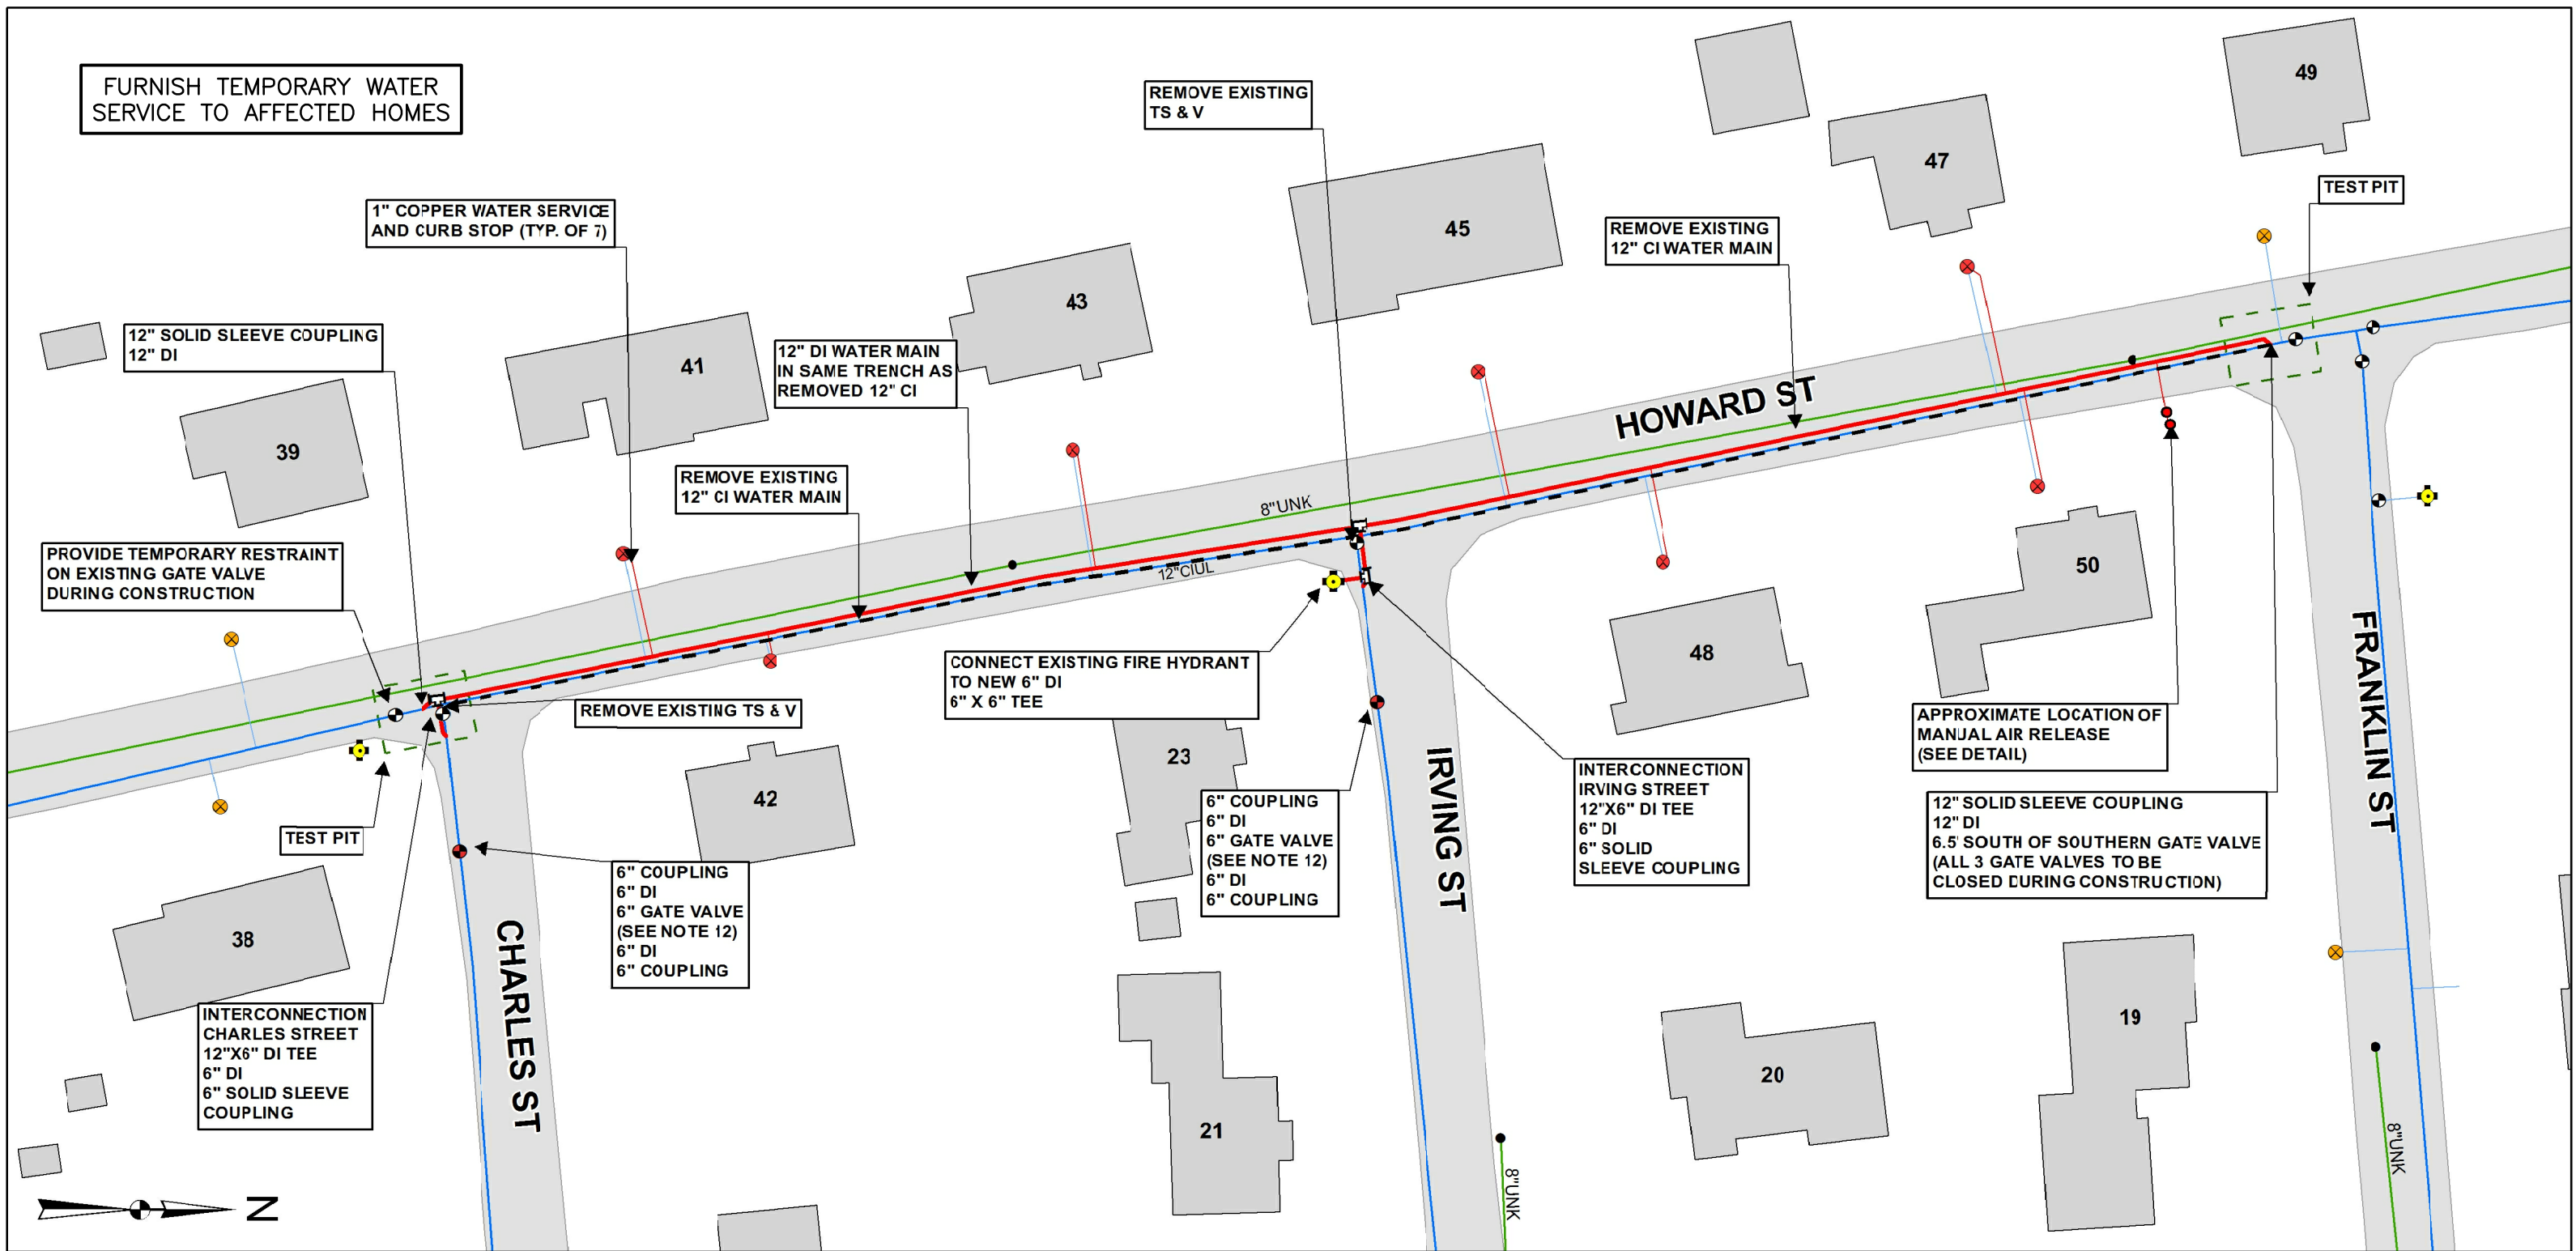 FURNISH TEMPORARY WATER
SERVICE TO AFFECTED HOMES
REMOVE EXISTING
TS & V
49
47
TEST PIT
1" COPPER WATER SERVICE
AND CURB STOP (TYP. OF 7)
45
REMOVE EXISTING
12" CI WATER MAIN
43
12" SOLID SLEEVE COUPLING
12" DI
41
12" DI WATER MAIN
IN SAME TRENCH AS
REMOVED 12" CI
HOWARD ST
39
REMOVE EXISTING
12" CI WATER MAIN
8"UNK
12"CIUL
PROVIDE TEMPORARY RESTRAINT
ON EXISTING GATE VALVE
DURING CONSTRUCTION
50
CONNECT EXISTING FIRE HYDRANT
TO NEW 6" DI
6" X 6" TEE
48
FRANKLIN ST
REMOVE EXISTING TS & V
APPROXIMATE LOCATION OF
MANUAL AIR RELEASE
(SEE DETAIL)
23
42
IRVING ST
INTERCONNECTION
IRVING STREET
12"X6" DI TEE
6" DI
6" SOLID
SLEEVE COUPLING
6" COUPLING
6" DI
6" GATE VALVE
(SEE NOTE 12)
6" DI
6" COUPLING
12" SOLID SLEEVE COUPLING
12" DI
6.5' SOUTH OF SOUTHERN GATE VALVE
(ALL 3 GATE VALVES TO BE
CLOSED DURING CONSTRUCTION)
TEST PIT
6" COUPLING
6" DI
6" GATE VALVE
(SEE NOTE 12)
6" DI
6" COUPLING
38
CHARLES ST
INTERCONNECTION
CHARLES STREET
12"X6" DI TEE
6" DI
6" SOLID SLEEVE
COUPLING
19
20
21
8"UNK
8"UNK
N